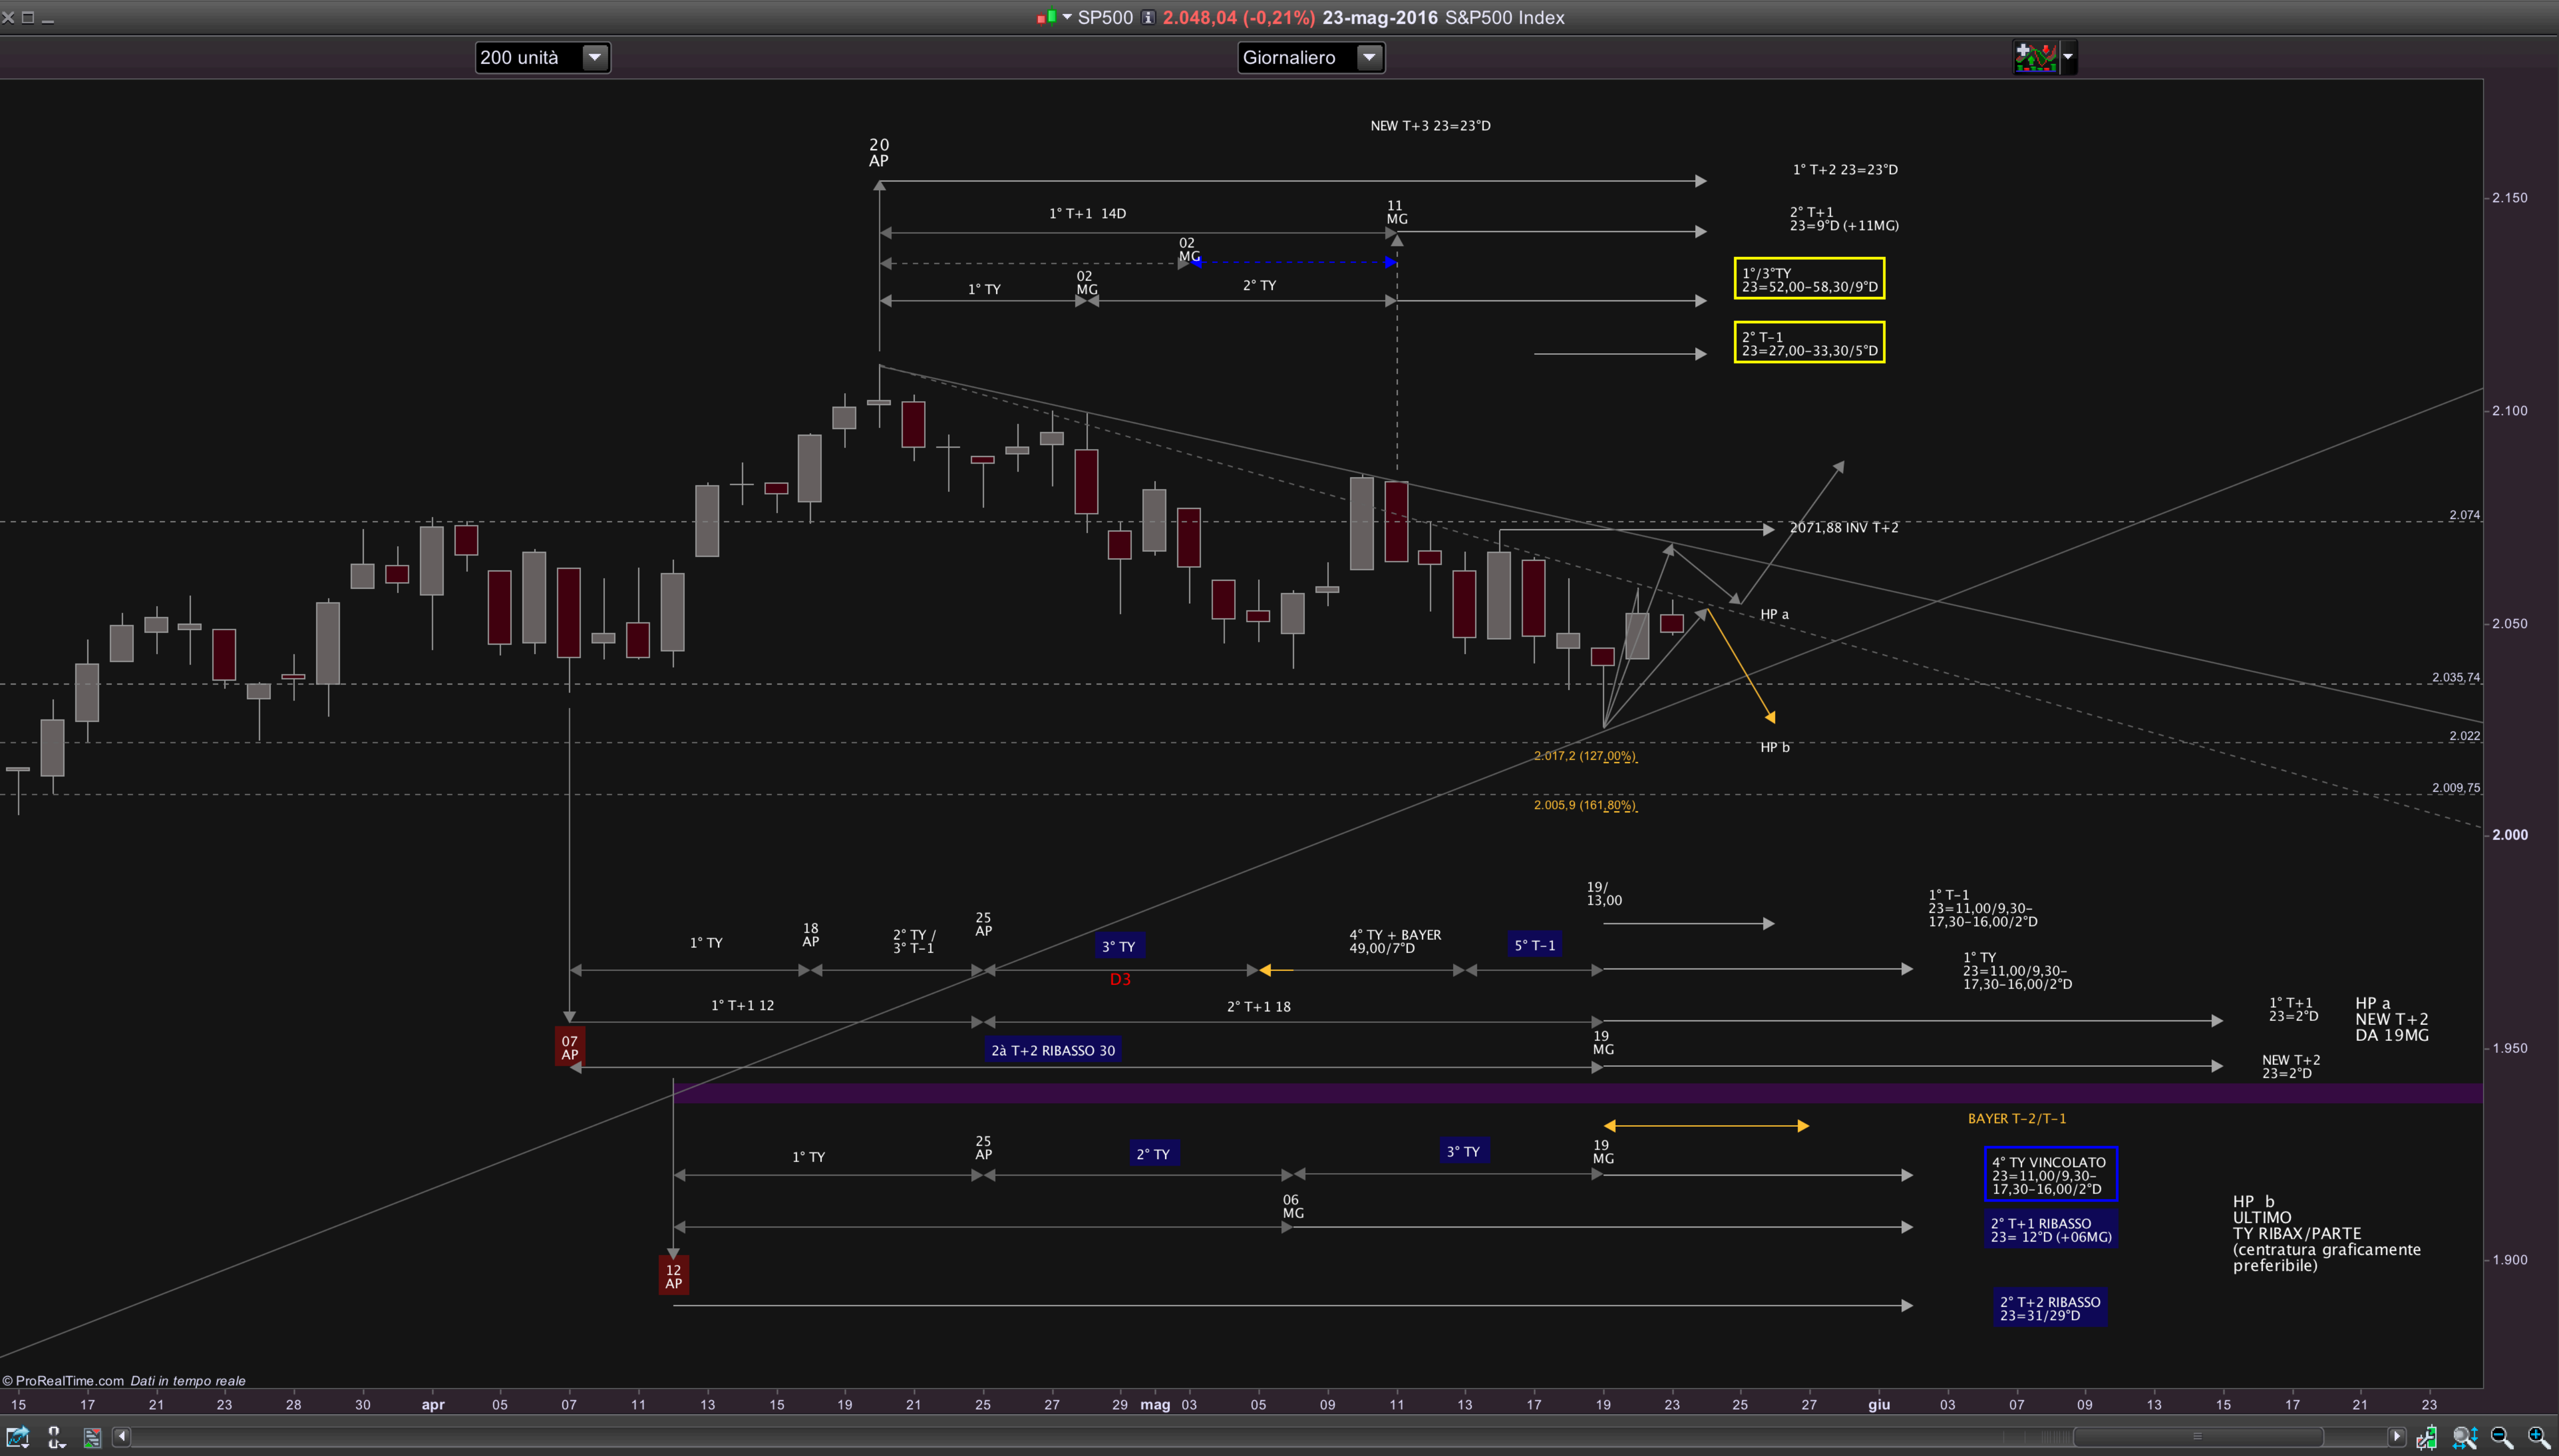 SP500 2.048,04 (-0,21%) 23-mag-2016 S&P500 Index
200 unità
Giornaliero
NEW T+3 23=23°D
20
AP
1° T+2 23=23°D
1° T+1 14D
11
MG
2° T+1
23=9°D (+11MG)
02
MG
1° TY
02
MG
2° TY
1°/3°TY
23=52,00-58,30/9°D
2° T-1
23=27,00-33,30/5°D
2071,88 INV T+2
HP a
HP b
2.017,2 (127,00%)
2.005,9 (161,80%)
2.150
2.100
2.074
2.050
2.035,74
2.022
2.009,75
2.000
1.950
1.900
19/
13,00
1° T-1
23=11,00/9,30-
17,30-16,00/2°D
1° TY
18
AP
2° TY /
3° T-1
25
AP
3° TY
D3
4° TY + BAYER
49,00/7°D
5° T-1
1° TY
23=11,00/9,30-
17,30-16,00/2°D
1° T+1 12
2° T+1 18
1° T+1
23=2°D
HP a
NEW T+2
DA 19MG
07
AP
2à T+2 RIBASSO 30
19
MG
NEW T+2
23=2°D
BAYER T-2/T-1
1° TY
25
AP
2° TY
3° TY
19
MG
4° TY VINCOLATO
23=11,00/9,30-
17,30-16,00/2°D
06
MG
2° T+1 RIBASSO
23= 12°D (+06MG)
HP b
ULTIMO
TY RIBAX/PARTE
(centratura graficamente
preferibile)
12
AP
2° T+2 RIBASSO
23=31/29°D
© ProRealTime.com Dati in tempo reale
15 17 21 23 28 30 apr 05 07 11 13 15 19 21 25 27 29 mag 03 05 09 11 13 17 19 23 25 27 giu 03 07 09 13 15 17 21 23